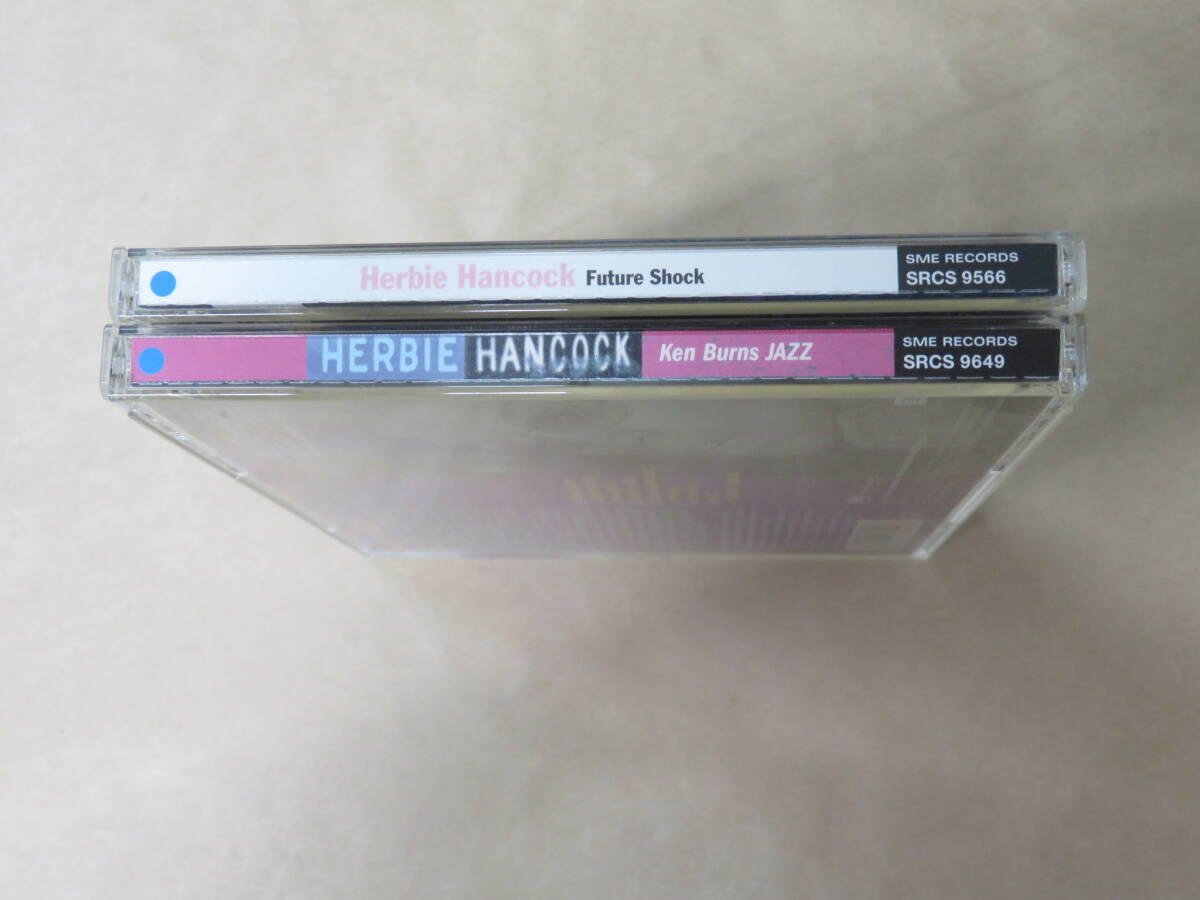 Herbie Hancock Future Shock
SME RECORDS
SRCS 9566
HERBIE HANCOCK Ken Burns JAZZ
SME RECORDS
SRCS 9649